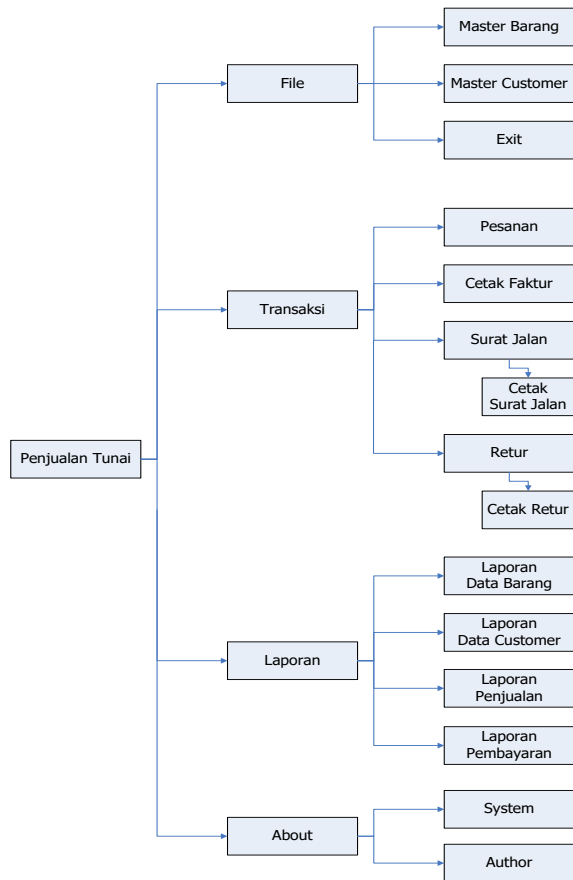 Penjualan Tunai
File
Master Barang
Master Customer
Exit
Transaksi
Pesanan
Cetak Faktur
Surat Jalan
Cetak
Surat Jalan
Retur
Cetak Retur
Laporan
Laporan
Data Barang
Laporan
Data Customer
Laporan
Penjualan
Laporan
Pembayaran
About
System
Author